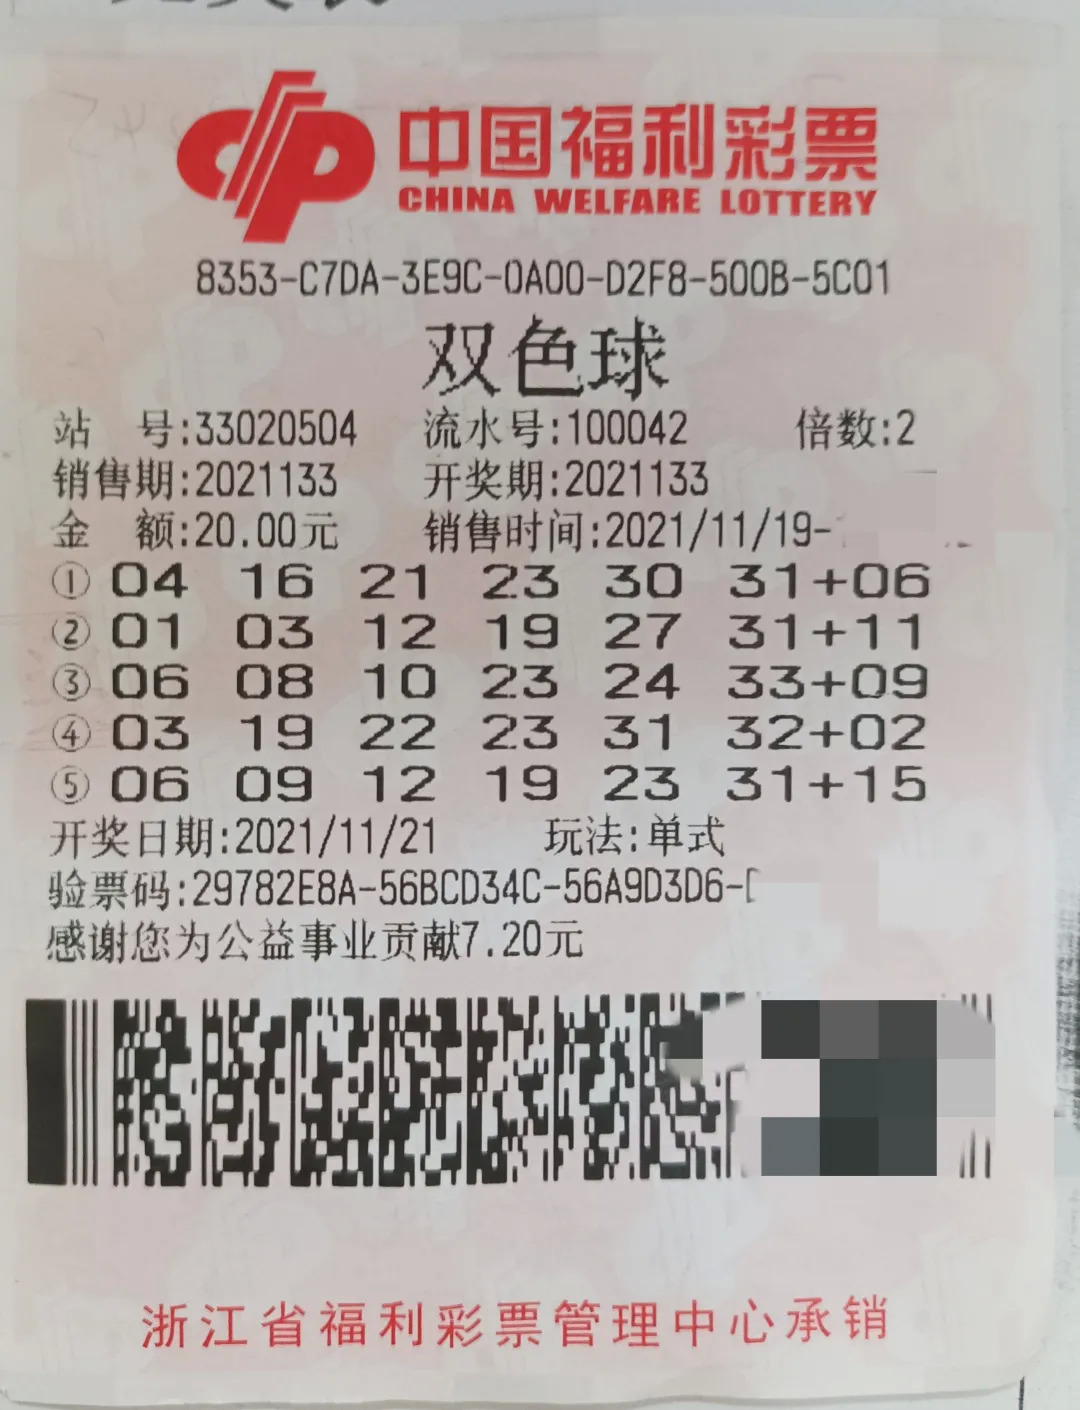 中国福利彩票
CHINA WELFARE LOTTERY
8353-C7DA-3E9C-0A00-D2F8-500B-5C01
双色球
站 号:33020504 流水号:100042 倍数:2
销售期:2021133 开奖期:2021133
金 额:20.00元 销售时间:2021/11/19-
① 04 16 21 23 30 31+06
② 01 03 12 19 27 31+11
③ 06 08 10 23 24 33+09
④ 03 19 22 23 31 32+02
⑤ 06 09 12 19 23 31+15
开奖日期:2021/11/21 玩法:单式
验票码:29782E8A-56BCD34C-56A9D3D6-
感谢您为公益事业贡献7.20元
浙江省福利彩票管理中心承销